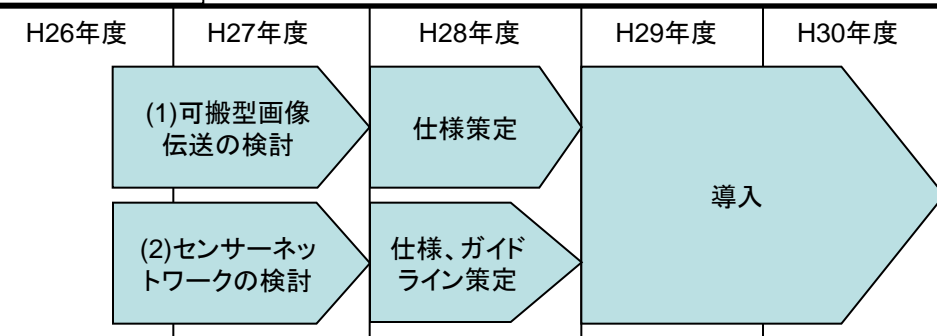 H26年度 H27年度 H28年度 H29年度 H30年度
(1)可搬型画像
伝送の検討
仕様策定
導入
(2)センサーネッ
トワークの検討
仕様、ガイド
ライン策定